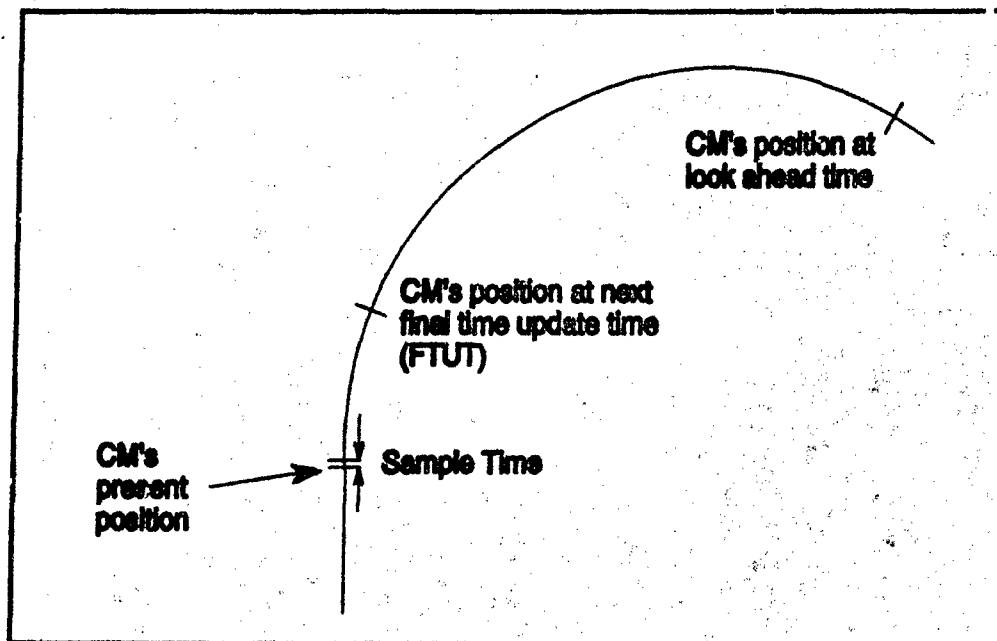 CM's position at
look ahead time
CM's position at next
final time update time
(FTUT)
CM's
present
position
Sample Time